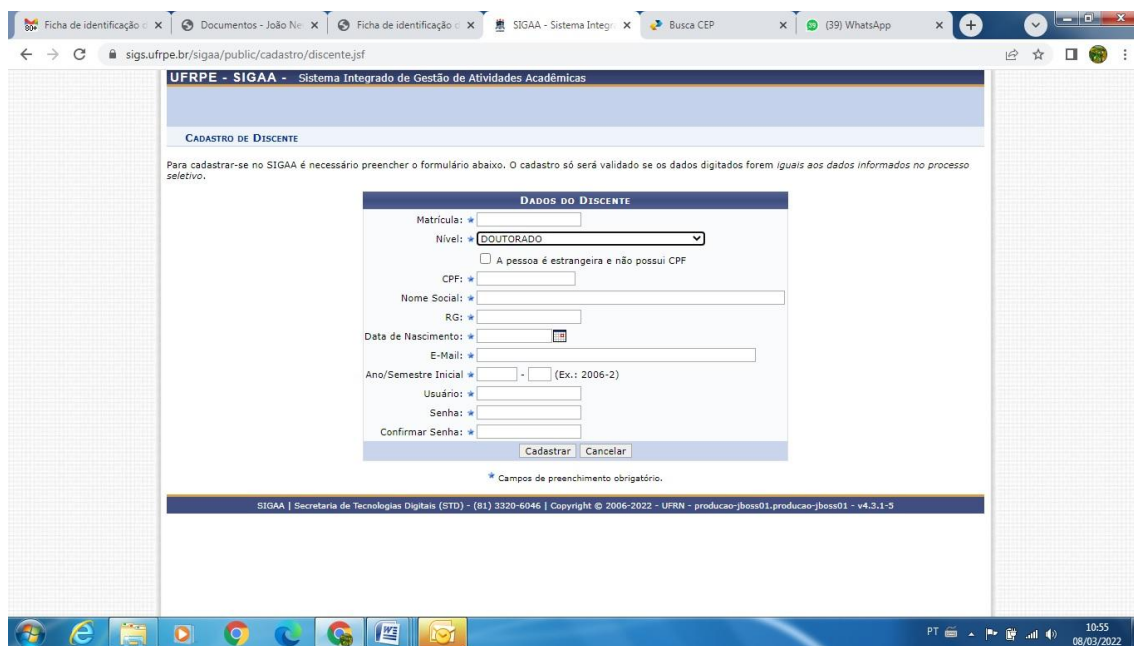 Ficha de identificação
Documentos - João Ne
Ficha de identificação
SIGAA - Sistema Integr
Busca CEP
(39) WhatsApp
sigs.ufrpe.br/sigaa/public/cadastro/discente.jsf
UFRPE - SIGAA - Sistema Integrado de Gestão de Atividades Acadêmicas
CADASTRO DE DISCENTE
Para cadastrar-se no SIGAA é necessário preencher o formulário abaixo. O cadastro só será validado se os dados digitados forem iguais aos dados informados no processo
seletivo.
DADOS DO DISCENTE
Matrícula:
Nível: DOUTORADO
A pessoa é estrangeira e não possui CPF
CPF:
Nome Social:
RG:
Data de Nascimento:
E-Mail:
Ano/Semestre Inicial - (Ex.: 2006-2)
Usuário:
Senha:
Confirmar Senha:
Cadastrar Cancelar
Campos de preenchimento obrigatório.
SIGAA | Secretaria de Tecnologias Digitais (STD) - (81) 3320-6046 | Copyright © 2006-2022 - UFRN - producao-jboss01.producao-jboss01 - v4.3.1-5
PT
10:55
08/03/2022